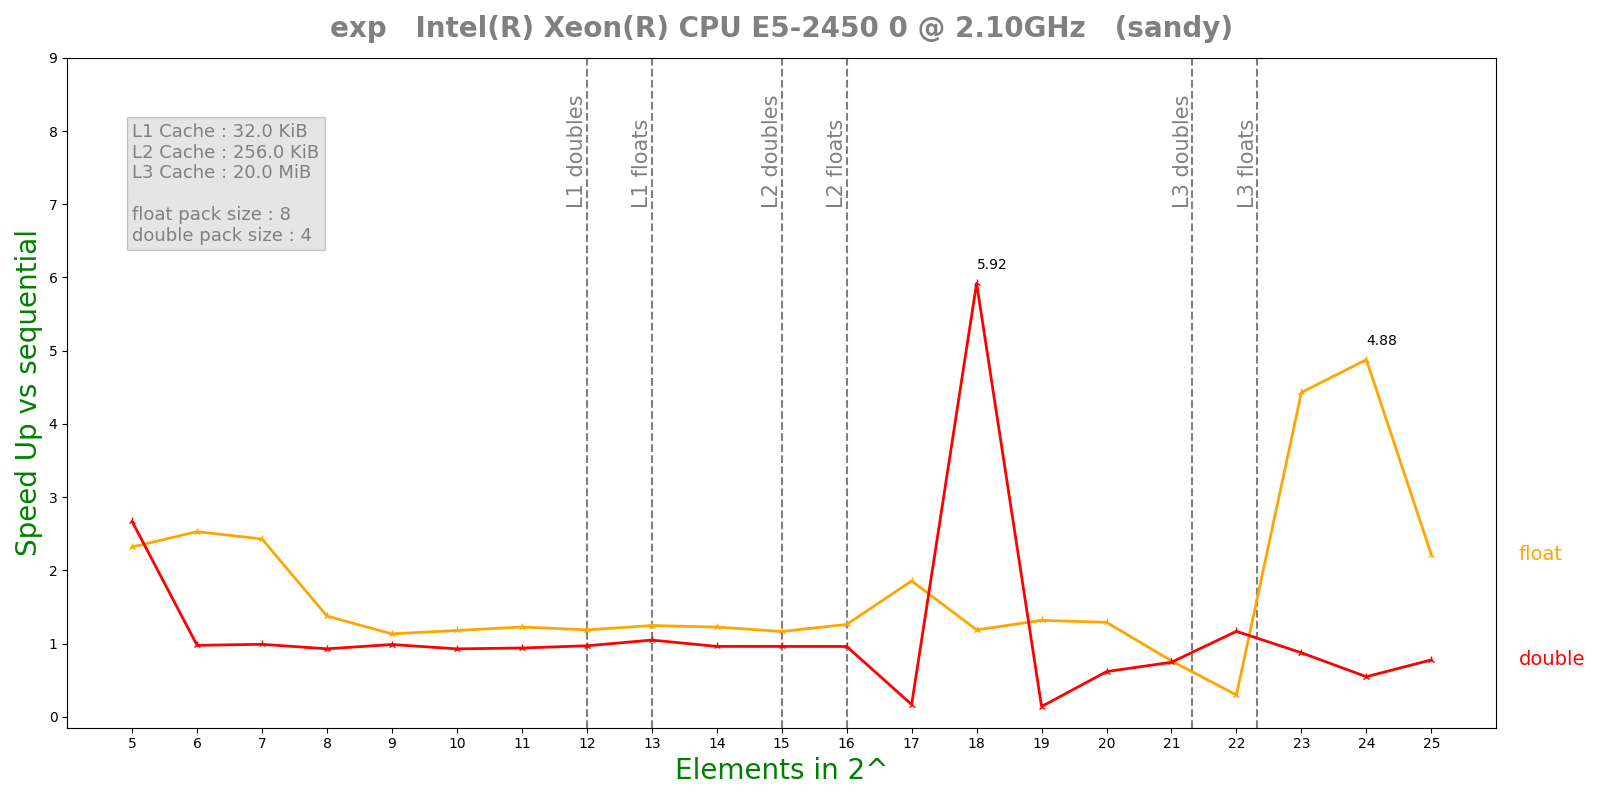 exp   Intel(R) Xeon(R) CPU E5-2450 0 @ 2.10GHz   (sandy)
Speed Up vs sequential
9
8
7
6
5
4
3
2
1
0
L1 Cache : 32.0 KiB
L2 Cache : 256.0 KiB
L3 Cache : 20.0 MiB
float pack size : 8
double pack size : 4
L1 doubles
L1 floats
L2 doubles
L2 floats
L3 doubles
L3 floats
5.92
4.88
float
double
5 6 7 8 9 10 11 12 13 14 15 16 17 18 19 20 21 22 23 24 25
Elements in 2^